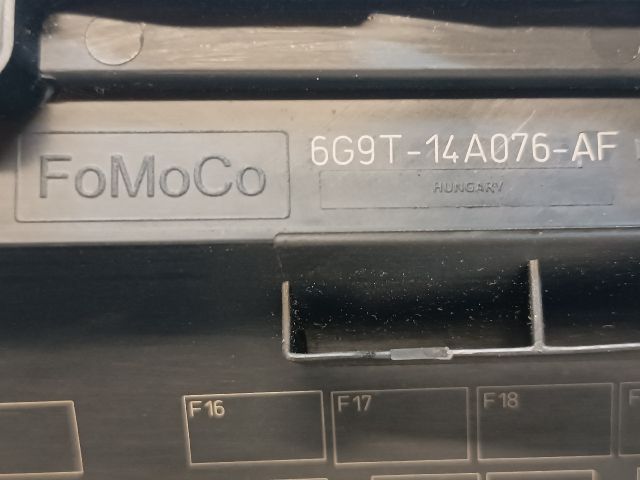 FoMoCo
6G9T-14A076-AF
HUNGARY
F16
F17
F18